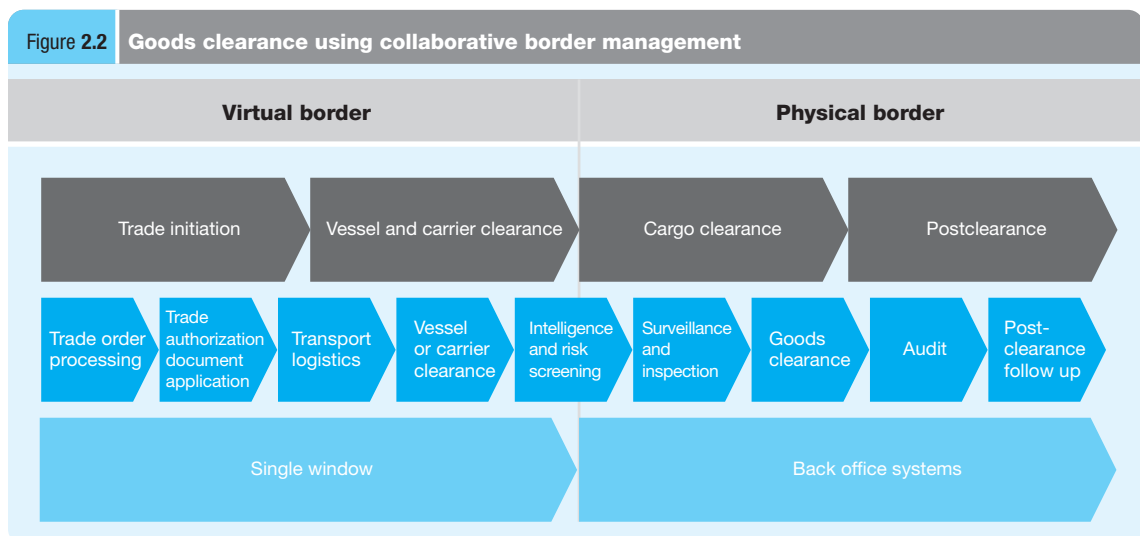 Figure 2.2 Goods clearance using collaborative border management
Virtual border
Physical border
Trade initiation
Vessel and carrier clearance
Cargo clearance
Postclearance
Trade order
processing
Trade
authorization
document
application
Transport
logistics
Vessel
or carrier
clearance
Intelligence
and risk
screening
Surveillance
and
inspection
Goods
clearance
Audit
Post-
clearance
follow up
Single window
Back office systems